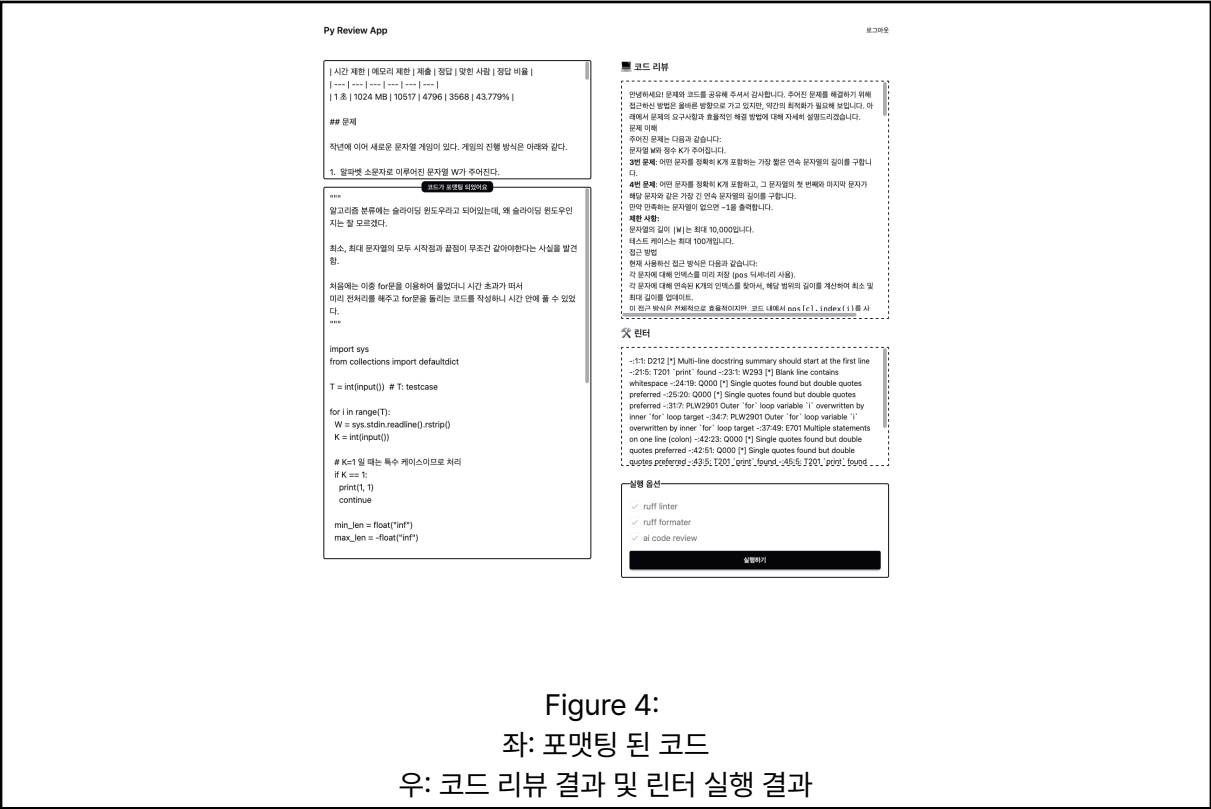 Py Review App
로그아웃
| 시간 제한 | 메모리 제한 | 제출 | 정답 | 맞힌 사람 | 정답 비율 |
| --- | --- | --- | --- | --- | --- |
| 1 초 | 1024 MB | 10517 | 4796 | 3568 | 43.779% |
## 문제
작년에 이어 새로운 문자열 게임이 있다. 게임의 진행 방식은 아래와 같다.
1. 알파벳 소문자로 이루어진 문자열 W가 주어진다.
코드가 포맷팅 되었어요
"""
알고리즘 분류에는 슬라이딩 윈도우라고 되어있는데, 왜 슬라이딩 윈도우인
지는 잘 모르겠다.
최소, 최대 문자열의 모두 시작점과 끝점이 무조건 같아야한다는 사실을 발견
함.
처음에는 이중 for문을 이용하여 풀었더니 시간 초과가 떠서
미리 전처리를 해주고 for문을 돌리는 코드를 작성하니 시간 안에 풀 수 있었
다.
"""
import sys
from collections import defaultdict
T = int(input())  # T: testcase
for i in range(T):
W = sys.stdin.readline().rstrip()
K = int(input())
# K=1 일 때는 특수 케이스이므로 처리
if K == 1:
print(1, 1)
continue
min_len = float("inf")
max_len = -float("inf")
코드 리뷰
안녕하세요! 문제와 코드를 공유해 주셔서 감사합니다. 주어진 문제를 해결하기 위해
접근하신 방법은 올바른 방향으로 가고 있지만, 약간의 최적화가 필요해 보입니다. 아
래에서 문제의 요구사항과 효율적인 해결 방법에 대해 자세히 설명드리겠습니다.
문제 이해
주어진 문제는 다음과 같습니다:
문자열 W와 정수 K가 주어집니다.
3번 문제: 어떤 문자를 정확히 K개 포함하는 가장 짧은 연속 문자열의 길이를 구합니
다.
4번 문제: 어떤 문자를 정확히 K개 포함하고, 그 문자열의 첫 번째와 마지막 문자가
해당 문자와 같은 가장 긴 연속 문자열의 길이를 구합니다.
만약 만족하는 문자열이 없으면 -1을 출력합니다.
제한 사항:
문자열의 길이 |W|는 최대 10,000입니다.
테스트 케이스는 최대 100개입니다.
접근 방법
현재 사용하신 접근 방식은 다음과 같습니다:
각 문자에 대해 인덱스를 미리 저장 (pos 딕셔너리 사용).
각 문자에 대해 연속된 K개의 인덱스를 찾아서, 해당 범위의 길이를 계산하여 최소 및
최대 길이를 업데이트.
이 접근 방식은 전체적으로 효율적이지만, 코드 내에서 pos[c].index(i)를 사
린터
-:1:1: D212 [*] Multi-line docstring summary should start at the first line
-:21:5: T201 `print` found -:23:1: W293 [*] Blank line contains
whitespace -:24:19: Q000 [*] Single quotes found but double quotes
preferred -:25:20: Q000 [*] Single quotes found but double quotes
preferred -:31:7: PLW2901 Outer `for` loop variable `i` overwritten by
inner `for` loop target -:34:7: PLW2901 Outer `for` loop variable `i`
overwritten by inner `for` loop target -:37:49: E701 Multiple statements
on one line (colon) -:42:23: Q000 [*] Single quotes found but double
quotes preferred -:42:51: Q000 [*] Single quotes found but double
quotes preferred -:43:5: T201 `print` found -:45:5: T201 `print` found
실행 옵션
ruff linter
ruff formater
ai code review
실행하기
Figure 4:
좌: 포맷팅 된 코드
우: 코드 리뷰 결과 및 린터 실행 결과